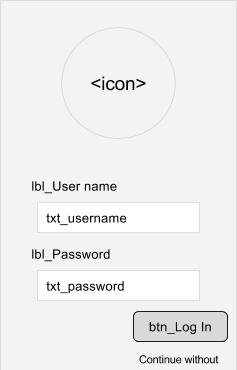 <icon>
lbl_User name
txt_username
lbl_Password
txt_password
btn_Log In
Continue without